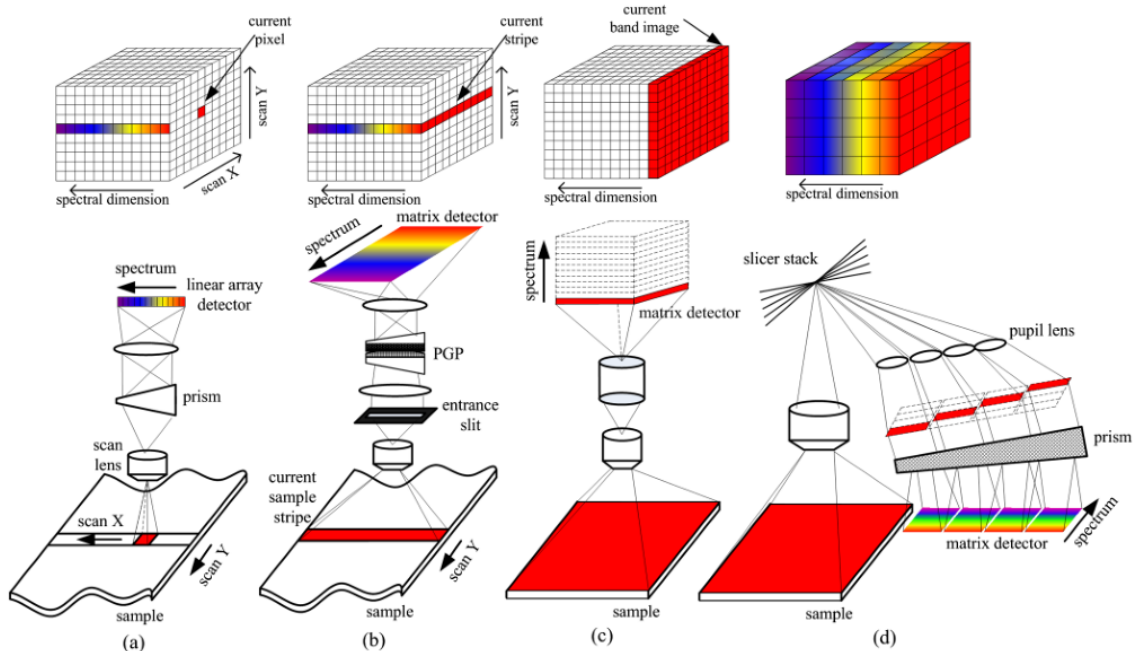 current
pixel
scan Y
scan X
spectral dimension
current
stripe
scan Y
spectral dimension
current
band image
spectral dimension
spectrum
linear array
detector
prism
scan
lens
scan X
scan Y
sample
(a)
matrix detector
spectrum
PGP
entrance
slit
current
sample
stripe
scan Y
sample
(b)
spectrum
matrix detector
sample
(c)
slicer stack
pupil lens
prism
spectrum
matrix detector
sample
(d)